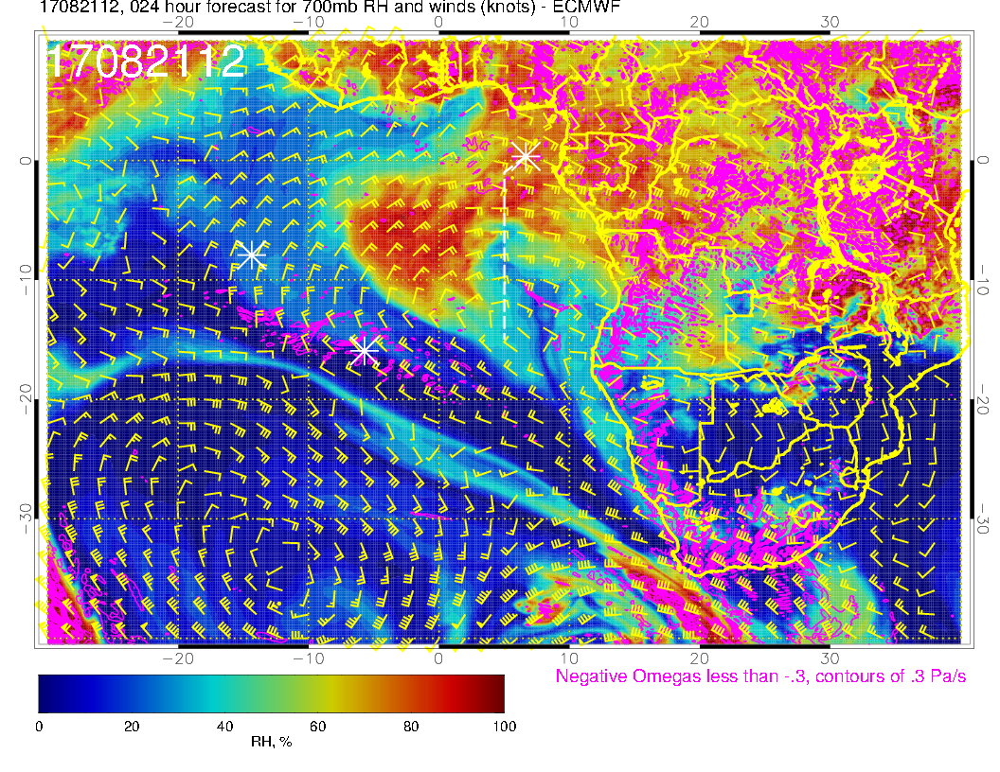 17082112, 024 hour forecast for 700mb RH and winds (knots) - ECMWF
−20 −10 0 10 20 30
17082112
0 0
−10 −10
−20 −20
−30 −30
−20 −10 0 10 20 30
Negative Omegas less than -.3, contours of .3 Pa/s
0 20 40 60 80 100
RH, %